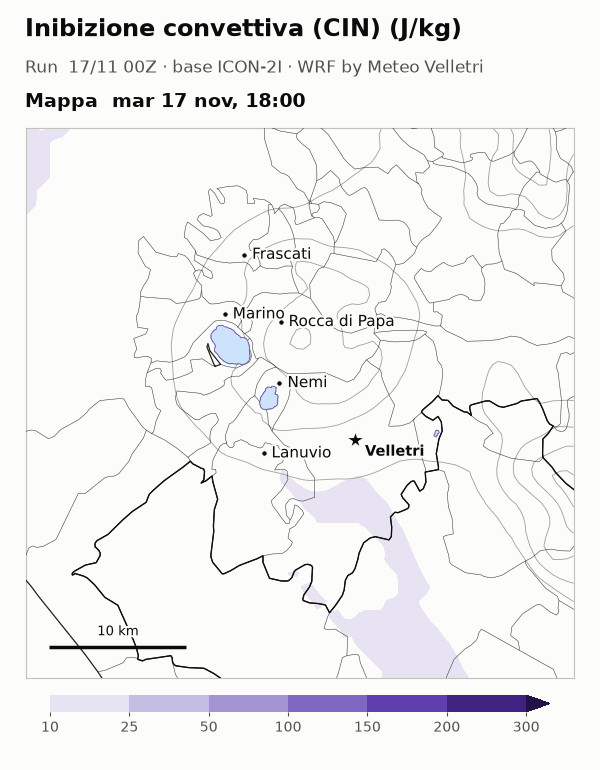 Inibizione convettiva (CIN) (J/kg)
Run  17/11 00Z · base ICON-2I · WRF by Meteo Velletri
Mappa  mar 17 nov, 18:00
Frascati
Marino
Rocca di Papa
Nemi
Velletri
Lanuvio
10 km
10 25 50 100 150 200 300